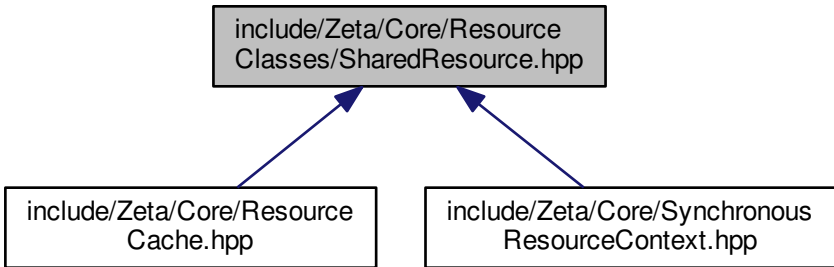 include/Zeta/Core/Resource
Classes/SharedResource.hpp
include/Zeta/Core/Resource
Cache.hpp
include/Zeta/Core/Synchronous
ResourceContext.hpp